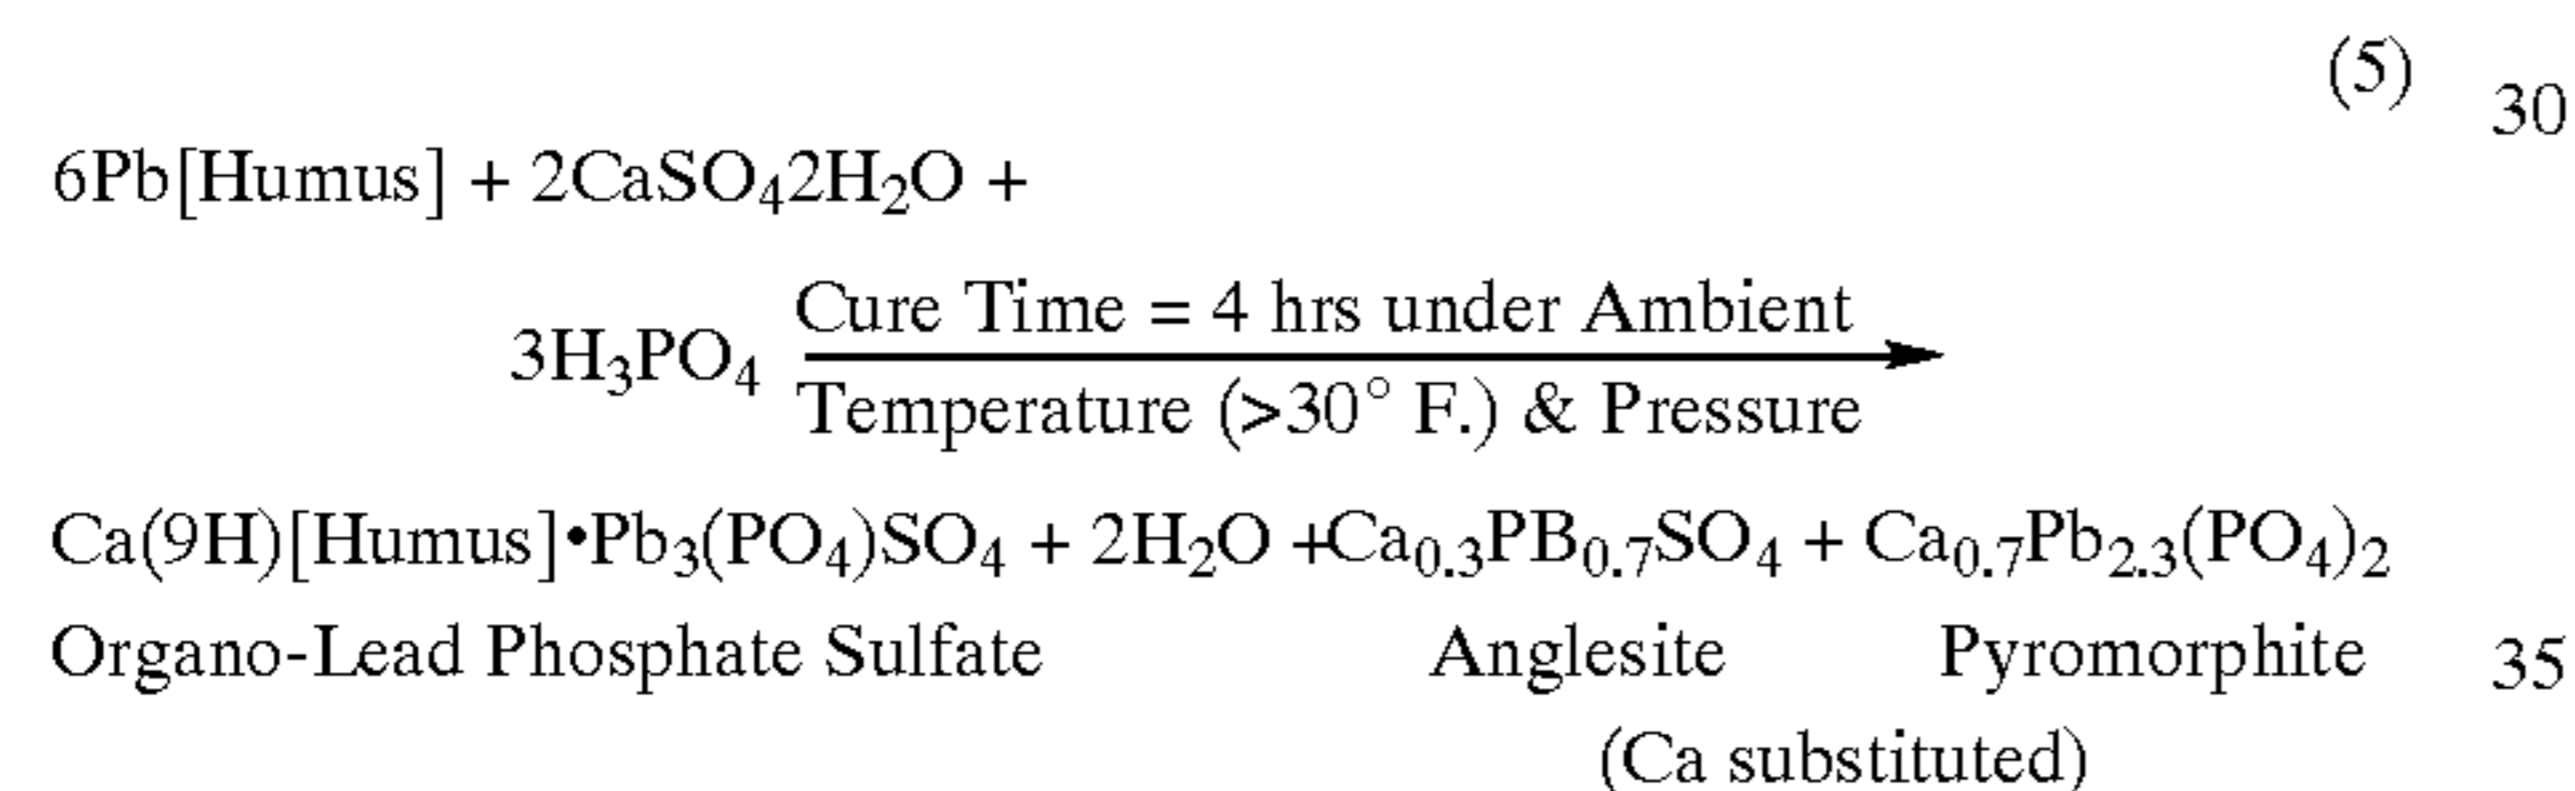 (5) 30
6Pb[Humus] + 2CaSO₄2H₂O +
Cure Time = 4 hrs under Ambient
3H₃PO₄
Temperature (>30° F.) & Pressure
Ca(9H)[Humus]•Pb₃(PO₄)SO₄ + 2H₂O +Ca₀.₃PB₀.₇SO₄ + Ca₀.₇Pb₂.₃(PO₄)₂
Organo-Lead Phosphate Sulfate Anglesite Pyromorphite 35
(Ca substituted)